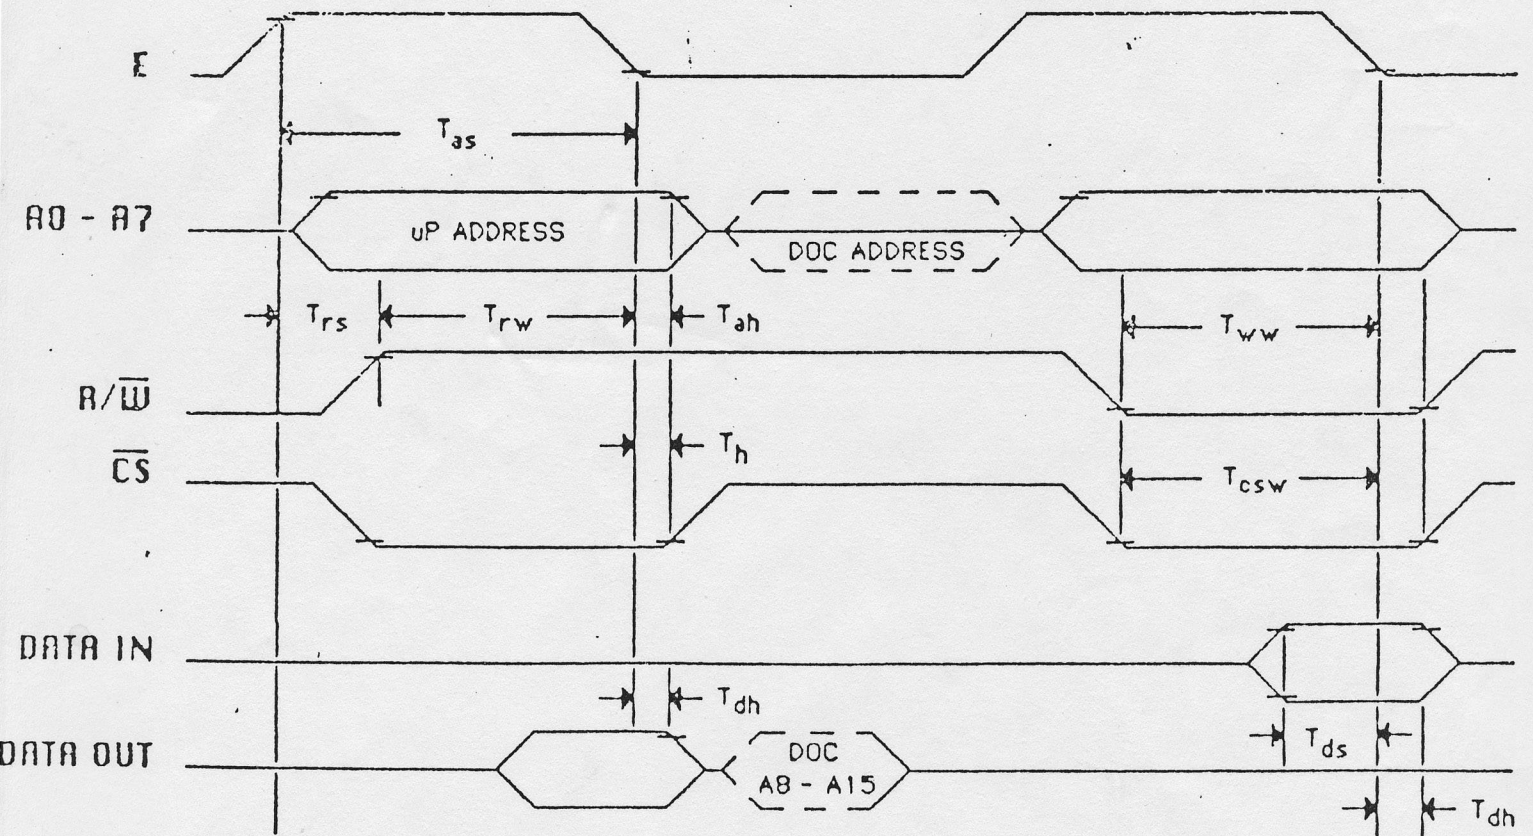 E
Tas
A0 - A7
uP ADDRESS
DOC ADDRESS
Trs
Trw
Tah
Tww
R/W̅
Th
C̅S̅
Tcsw
DATA IN
Tdh
DATA OUT
DOC
A8 - A15
Tds
Tdh